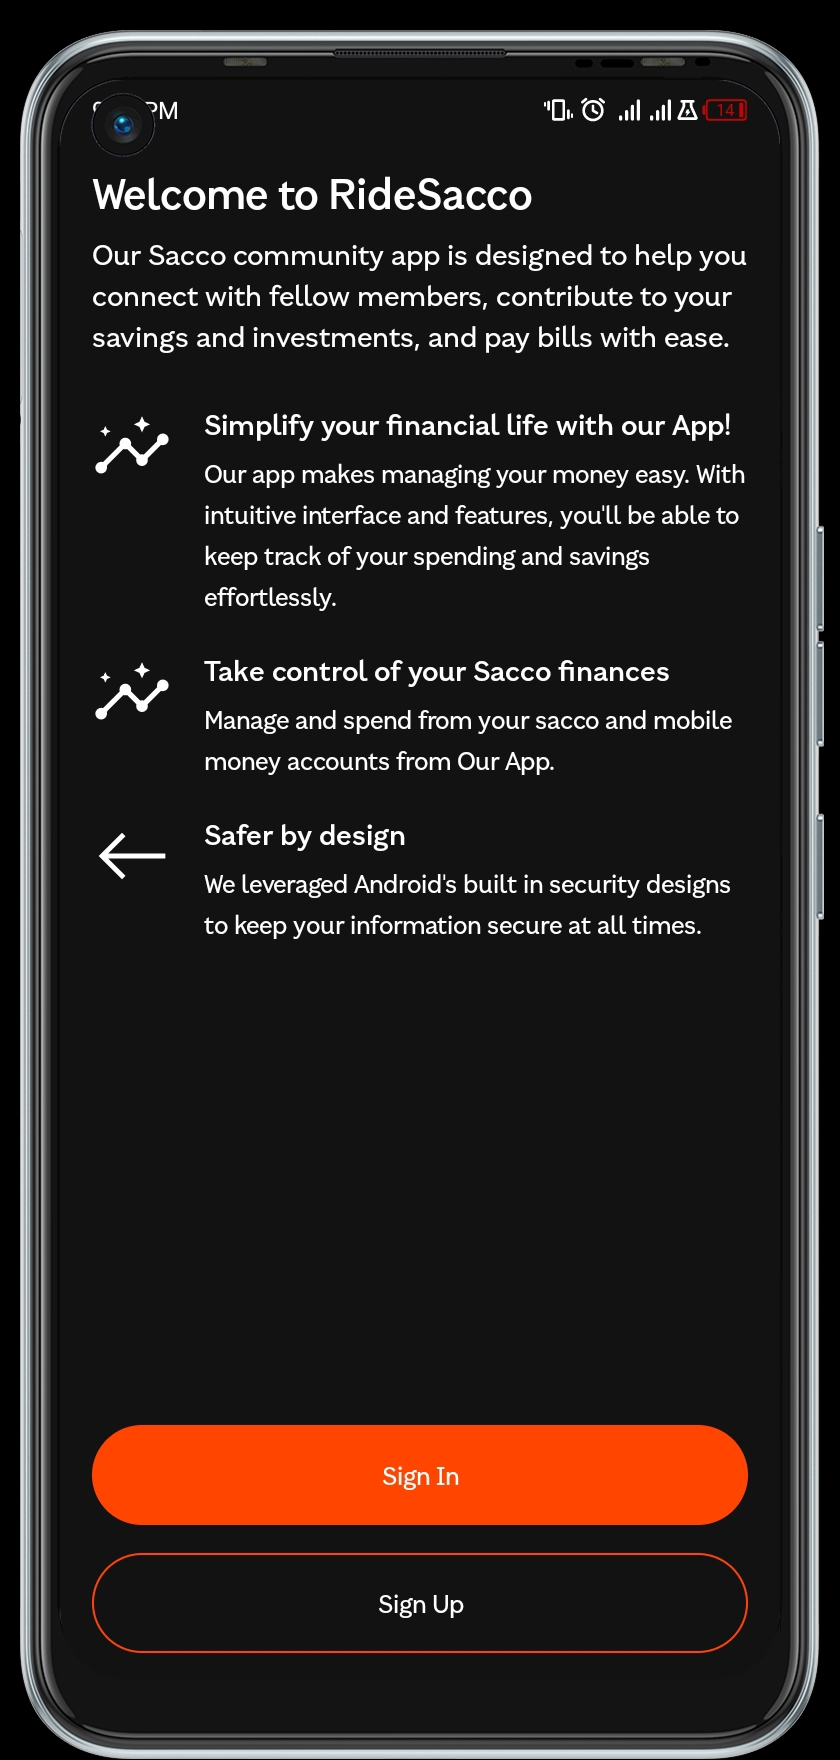 PM
14
Welcome to RideSacco
Our Sacco community app is designed to help you
connect with fellow members, contribute to your
savings and investments, and pay bills with ease.
Simplify your financial life with our App!
Our app makes managing your money easy. With
intuitive interface and features, you'll be able to
keep track of your spending and savings
effortlessly.
Take control of your Sacco finances
Manage and spend from your sacco and mobile
money accounts from Our App.
Safer by design
We leveraged Android's built in security designs
to keep your information secure at all times.
Sign In
Sign Up